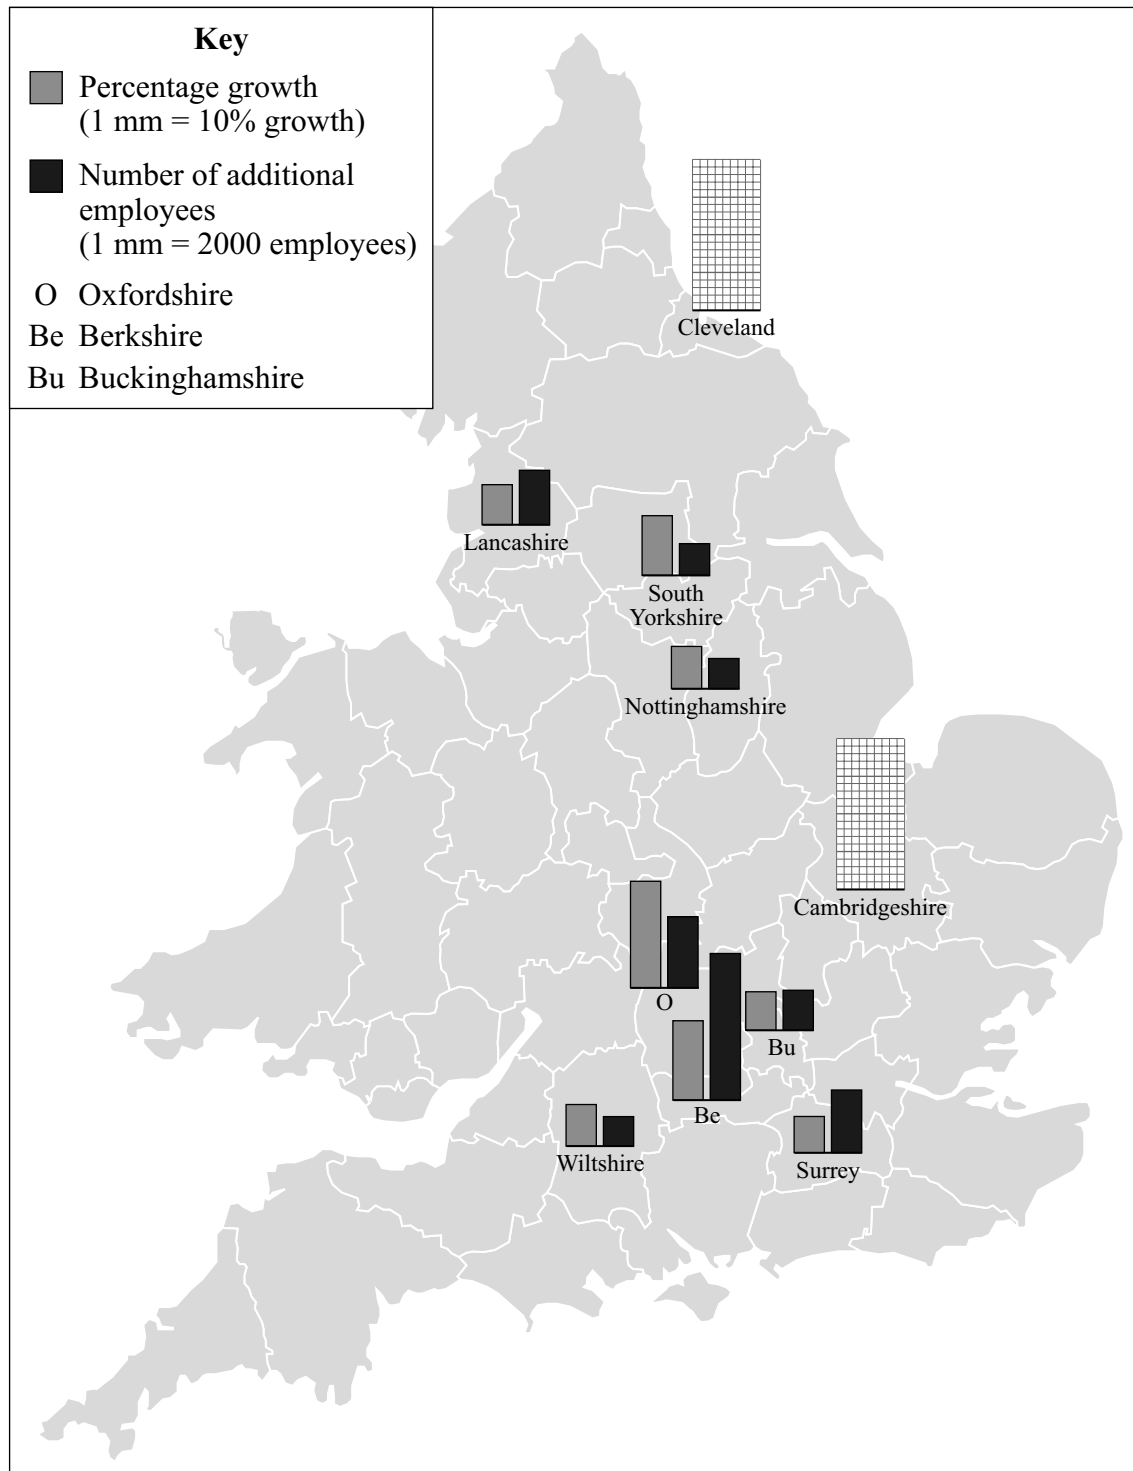 Key
Percentage growth
(1 mm = 10% growth)
Number of additional
employees
(1 mm = 2000 employees)
O Oxfordshire
Be Berkshire
Bu Buckinghamshire
Cleveland
Lancashire
South
Yorkshire
Nottinghamshire
Cambridgeshire
O
Bu
Be
Wiltshire
Surrey